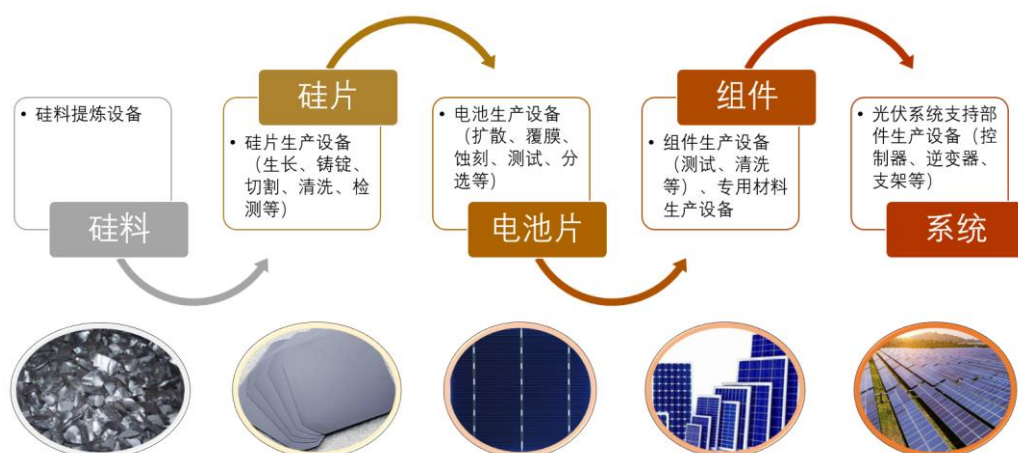 • 硅料提炼设备
硅料
硅片
• 硅片生产设备
（生长、铸锭、
切割、清洗、检
测等）
• 电池生产设备
（扩散、覆膜、
蚀刻、测试、分
选等）
电池片
组件
• 组件生产设备
（测试、清洗
等）、专用材料
生产设备
• 光伏系统支持部
件生产设备（控
制器、逆变器、
支架等）
系统